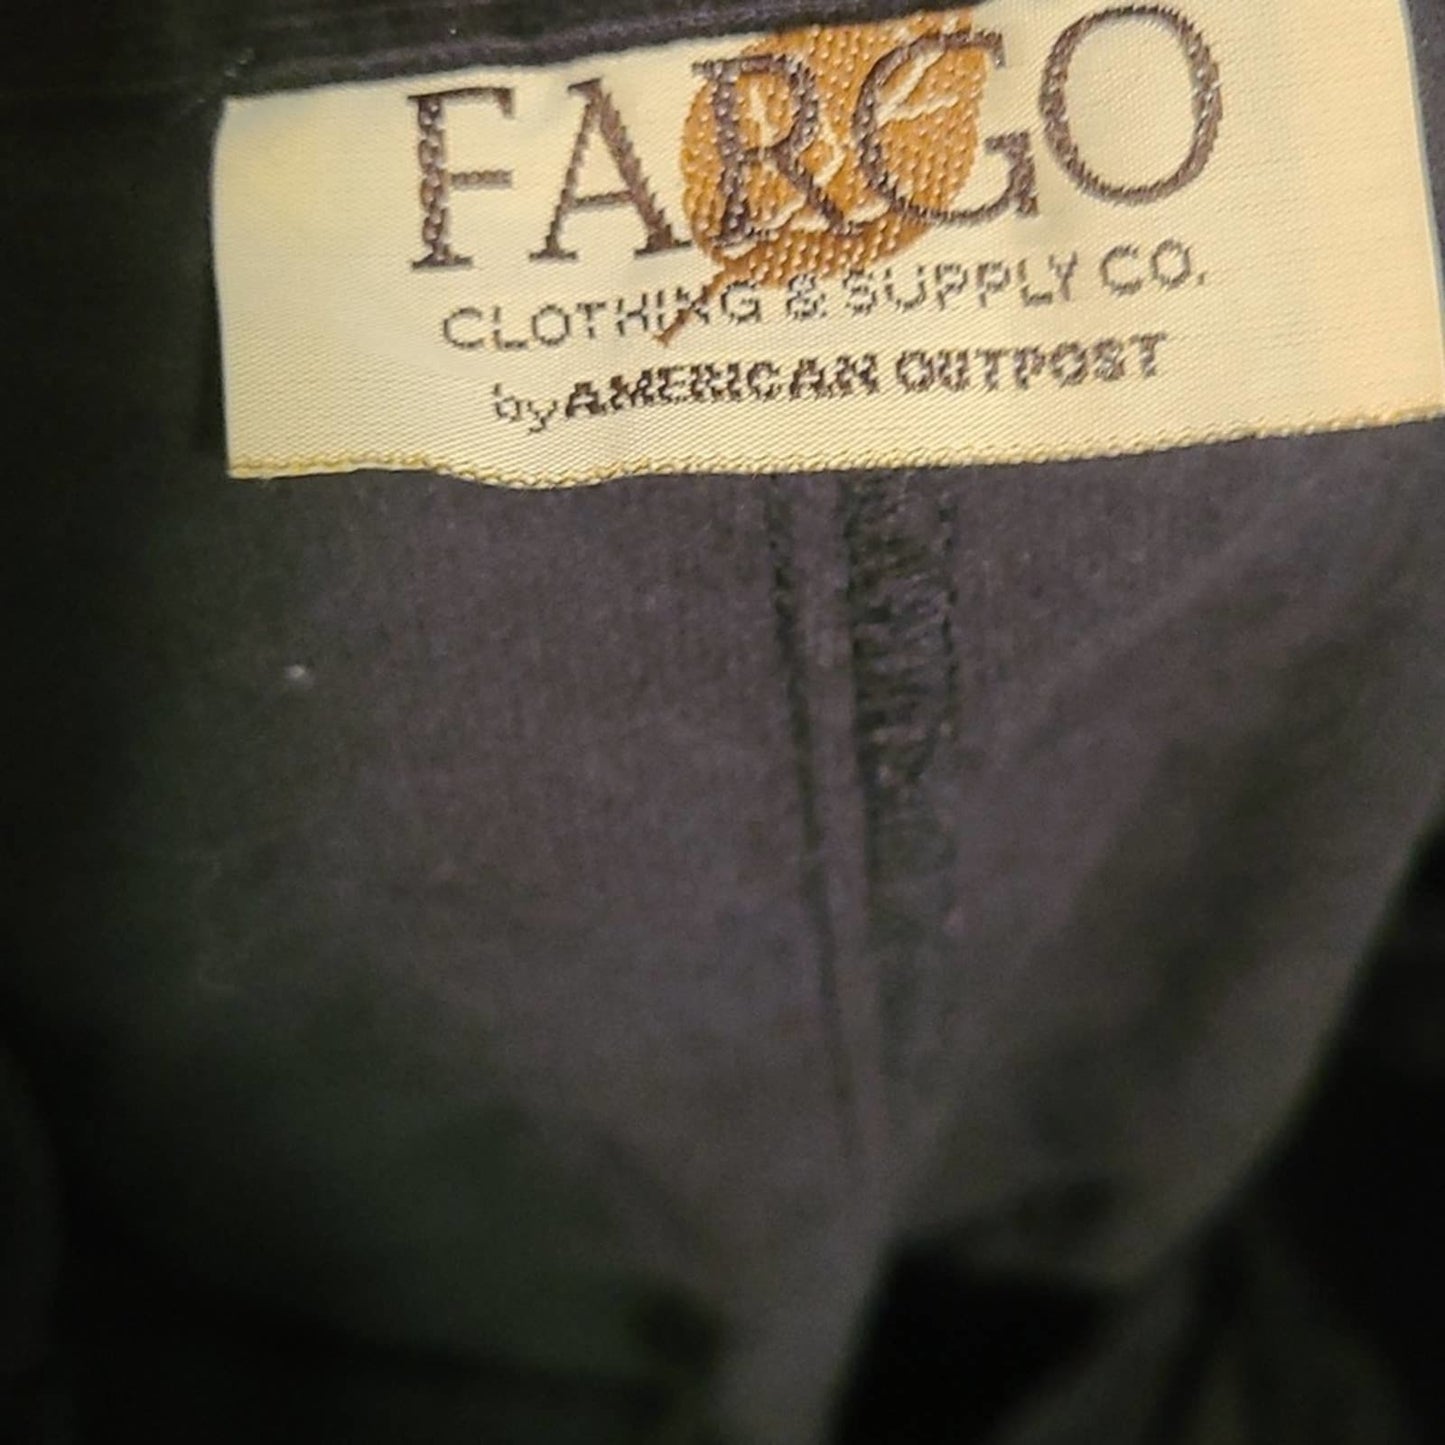 FARGO
CLOTHING & SUPPLY CO.
by AMERICAN OUTPOST